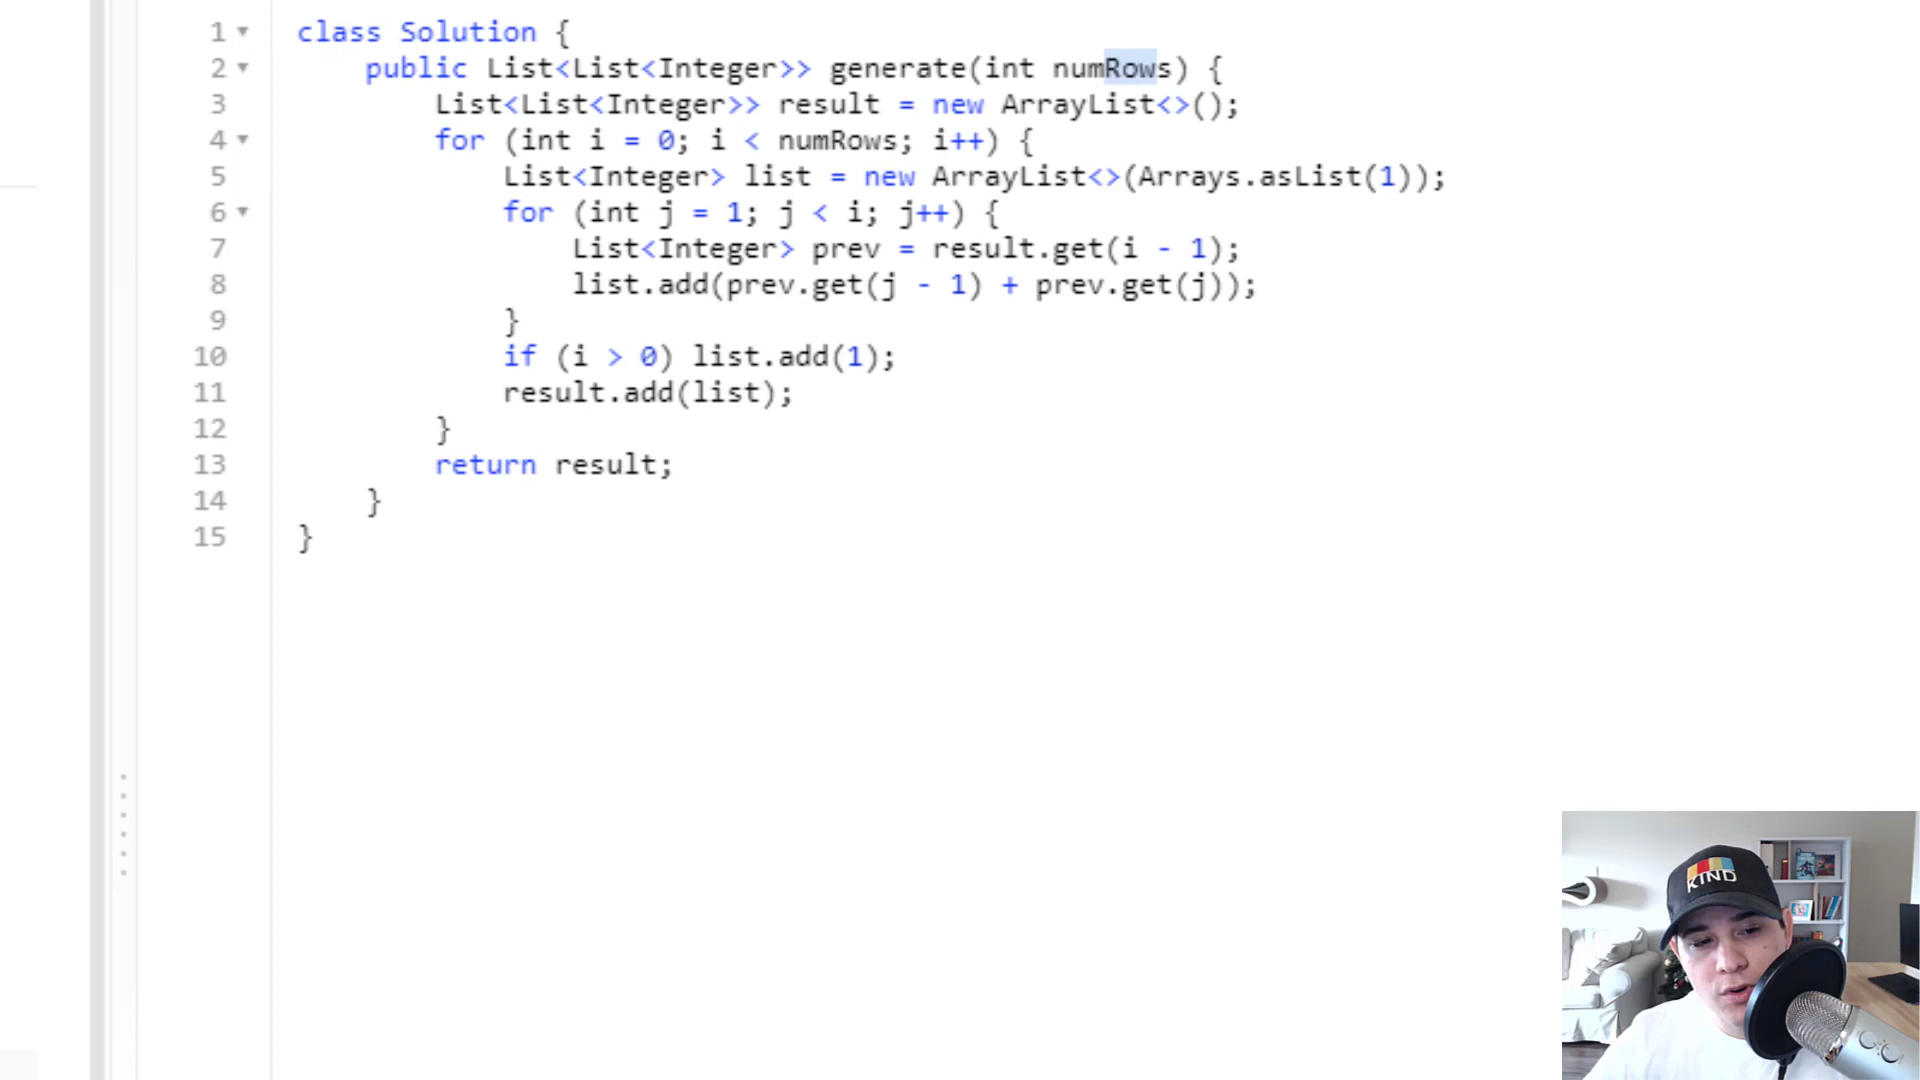 1 class Solution {
2 public List<List<Integer>> generate(int numRows) {
3 List<List<Integer>> result = new ArrayList<>();
4 for (int i = 0; i < numRows; i++) {
5 List<Integer> list = new ArrayList<>(Arrays.asList(1));
6 for (int j = 1; j < i; j++) {
7 List<Integer> prev = result.get(i - 1);
8 list.add(prev.get(j - 1) + prev.get(j));
9 }
10 if (i > 0) list.add(1);
11 result.add(list);
12 }
13 return result;
14 }
15 }
KIND